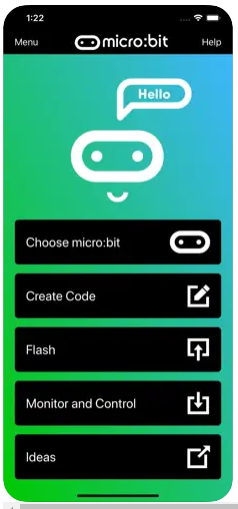 1:22
Menu
micro:bit
Help
Hello
Choose micro:bit
Create Code
Flash
Monitor and Control
Ideas